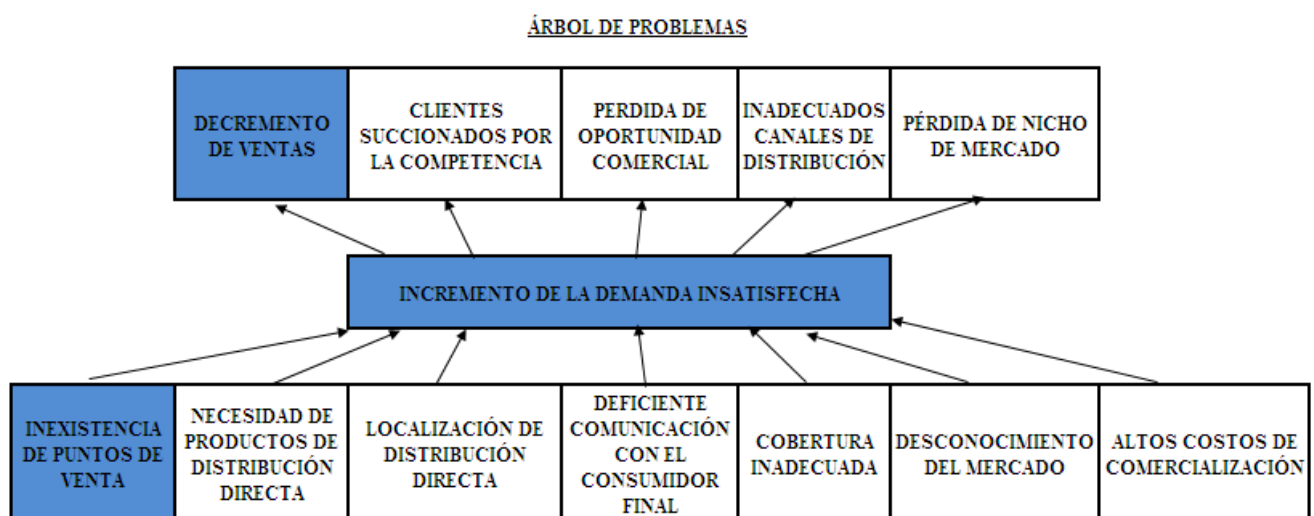 ÁRBOL DE PROBLEMAS
DECREMENTO
DE VENTAS
CLIENTES
SUCCIONADOS POR
LA COMPETENCIA
PERDIDA DE
OPORTUNIDAD
COMERCIAL
INADECUADOS
CANALES DE
DISTRIBUCIÓN
PÉRDIDA DE NICHO
DE MERCADO
INCREMENTO DE LA DEMANDA INSATISFECHA
INEXISTENCIA
DE PUNTOS DE
VENTA
NECESIDAD DE
PRODUCTOS DE
DISTRIBUCIÓN
DIRECTA
LOCALIZACIÓN DE
DISTRIBUCIÓN
DIRECTA
DEFICIENTE
COMUNICACIÓN
CON EL
CONSUMIDOR
FINAL
COBERTURA
INADECUADA
DESCONOCIMIENTO
DEL MERCADO
ALTOS COSTOS DE
COMERCIALIZACIÓN